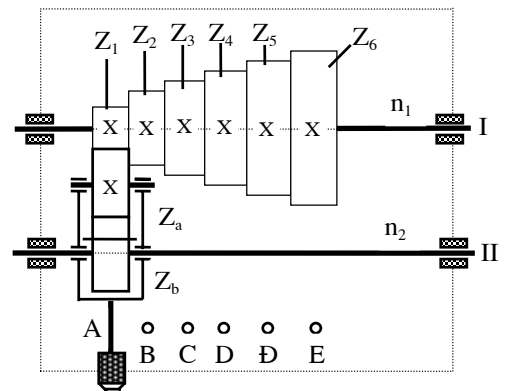 Z1 Z2 Z3 Z4 Z5 Z6
n1
X X X X X X
I
X
Za
n2
II
Zb
A
B C D Đ E